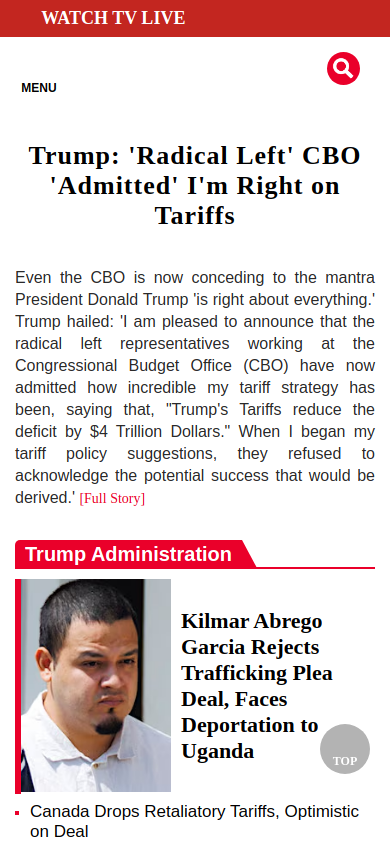 WATCH TV LIVE
MENU
Trump: 'Radical Left' CBO
'Admitted' I'm Right on
Tariffs
Even the CBO is now conceding to the mantra
President Donald Trump 'is right about everything.'
Trump hailed: 'I am pleased to announce that the
radical left representatives working at the
Congressional Budget Office (CBO) have now
admitted how incredible my tariff strategy has
been, saying that, "Trump's Tariffs reduce the
deficit by $4 Trillion Dollars." When I began my
tariff policy suggestions, they refused to
acknowledge the potential success that would be
derived.' [Full Story]
Trump Administration
Kilmar Abrego
Garcia Rejects
Trafficking Plea
Deal, Faces
Deportation to
Uganda
TOP
Canada Drops Retaliatory Tariffs, Optimistic
on Deal